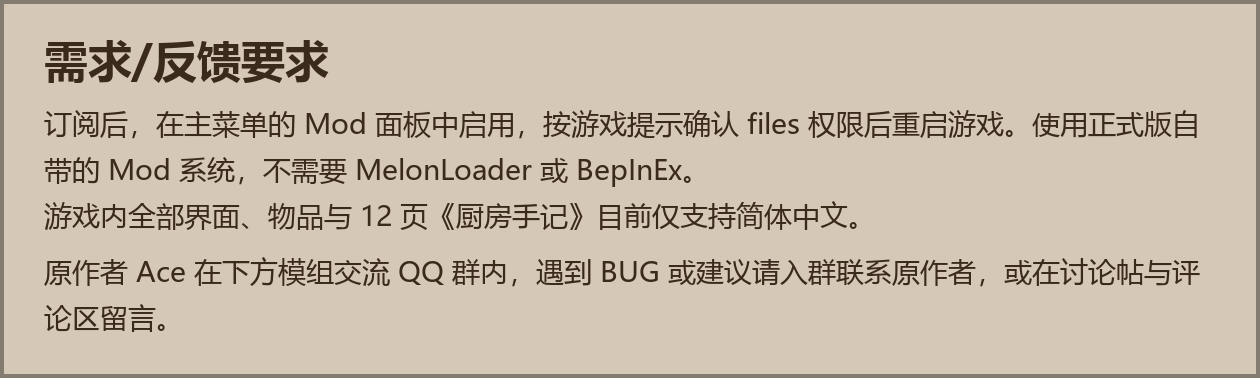 需求/反馈要求
订阅后，在主菜单的 Mod 面板中启用，按游戏提示确认 files 权限后重启游戏。使用正式版自
带的 Mod 系统，不需要 MelonLoader 或 BepInEx。
游戏内全部界面、物品与 12 页《厨房手记》目前仅支持简体中文。
原作者 Ace 在下方模组交流 QQ 群内，遇到 BUG 或建议请入群联系原作者，或在讨论帖与评
论区留言。